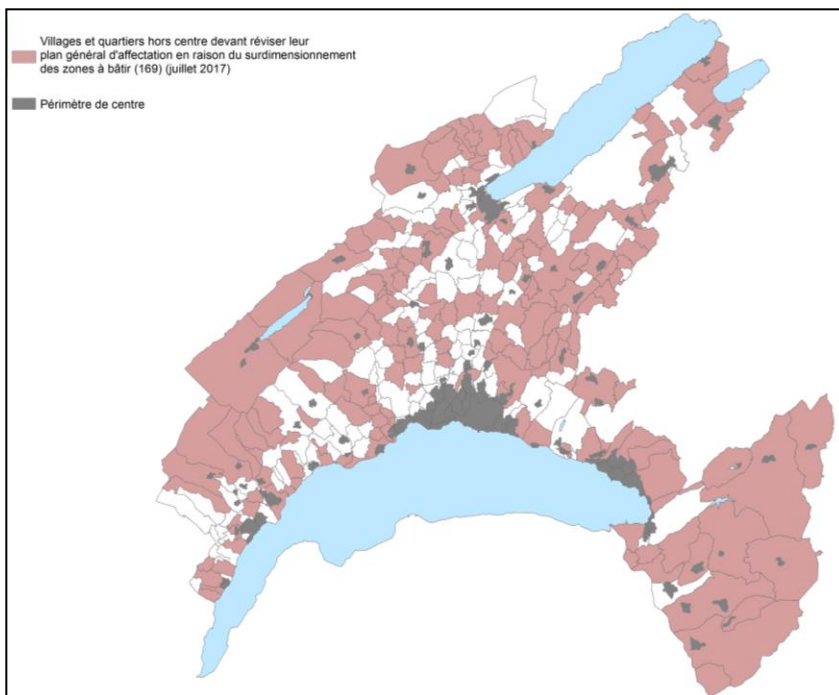 Villages et quartiers hors centre devant réviser leur
plan général d'affectation en raison du surdimensionnement
des zones à bâtir (169) (juillet 2017)
Périmètre de centre